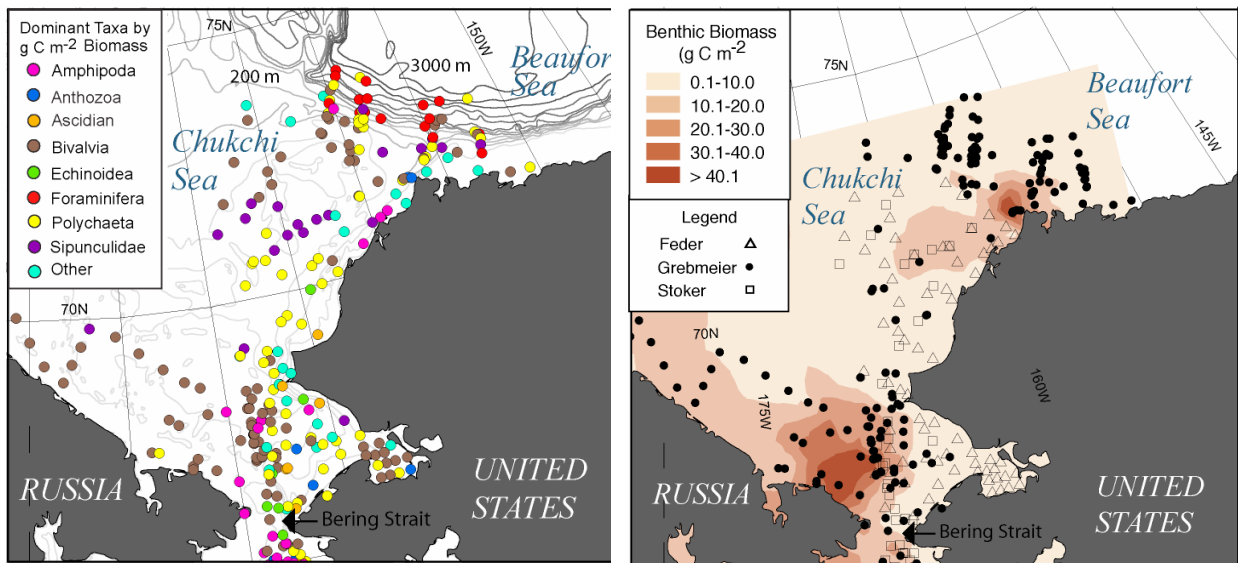 Dominant Taxa by
g C m-2 Biomass
Amphipoda
Anthozoa
Ascidian
Bivalvia
Echinoidea
Foraminifera
Polychaeta
Sipunculidae
Other
75N
150W
200 m
3000 m
Beaufor
Sea
Chukchi
Sea
70N
RUSSIA
UNITED
STATES
Bering Strait
Benthic Biomass
(g C m-2
0.1-10.0
10.1-20.0
20.1-30.0
30.1-40.0
> 40.1
Legend
Feder
Grebmeier
Stoker
75N
Beaufort
Sea
145W
Chukchi
Sea
70N
175W
160W
RUSSIA
UNITED
STATES
Bering Strait